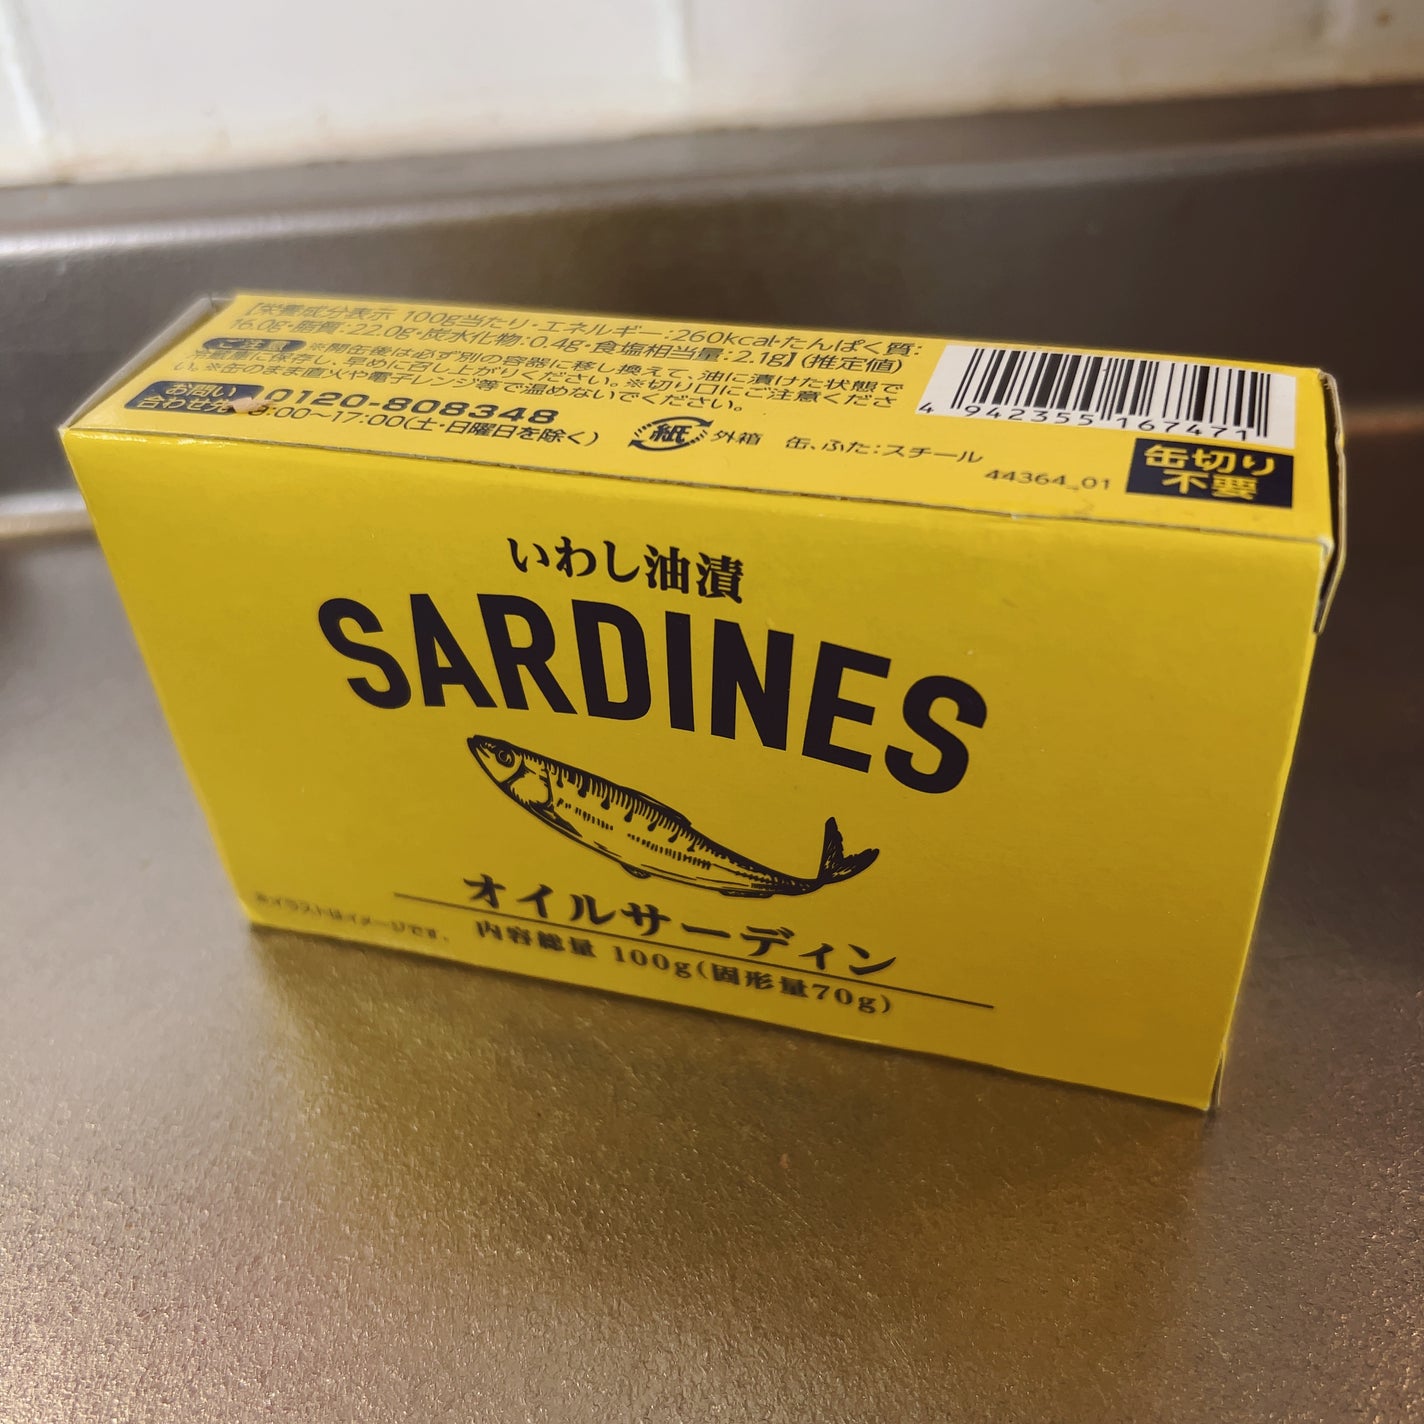 【栄養成分表示 100g当たり・エネルギー:260kcal・たんぱく質:
16.0g・脂質:22.0g・炭水化物:0.4g・食塩相当量:2.1g】(推定値)
ご注意 ※開缶後は必ず別の容器に移し換えて、油に漬けた状態で
冷蔵庫に保存し、早めに召し上がりください。※切り口にご注意くださ
い。※缶のまま直火や電子レンジ等で温めないでください。
お問い
合わせ先
0120-808348
:00〜17:00(土・日曜日を除く)
紙 外箱 缶、ふた:スチール
44364_01
4 942355 167471
缶切り
不要
いわし油漬
SARDINES
オイルサーディン
内容総量 100g(固形量70g)
※イラストはイメージです。